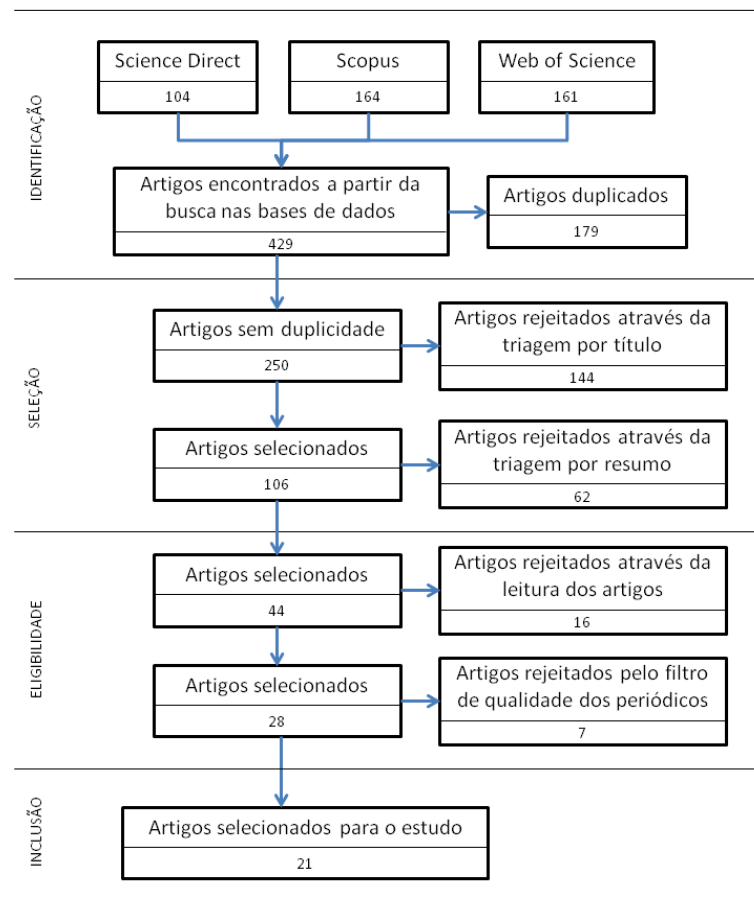 IDENTIFICAÇÃO
Science Direct
104
Scopus
164
Web of Science
161
Artigos encontrados a partir da
busca nas bases de dados
429
Artigos duplicados
179
SELEÇÃO
Artigos sem duplicidade
250
Artigos rejeitados através da
triagem por título
144
Artigos selecionados
106
Artigos rejeitados através da
triagem por resumo
62
ELIGIBILIDADE
Artigos selecionados
44
Artigos rejeitados através da
leitura dos artigos
16
Artigos selecionados
28
Artigos rejeitados pelo filtro
de qualidade dos periódicos
7
INCLUSÃO
Artigos selecionados para o estudo
21